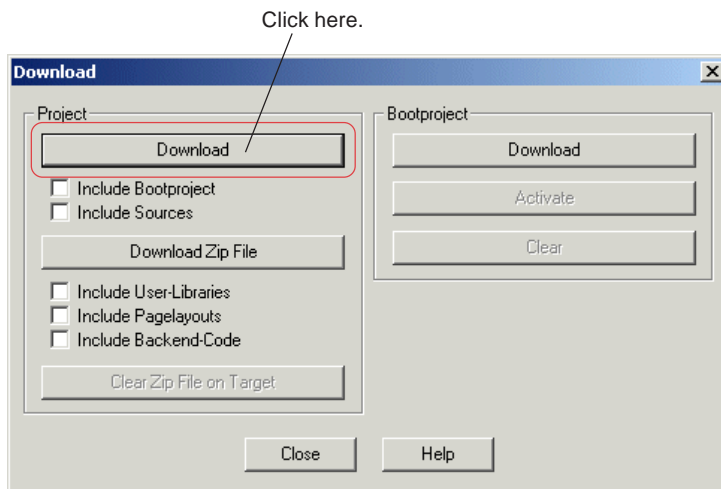 Click here.
Download
Project
Download
Include Bootproject
Include Sources
Download Zip File
Include User-Libraries
Include Pagelayouts
Include Backend-Code
Clear Zip File on Target
Bootproject
Download
Activate
Clear
Close
Help